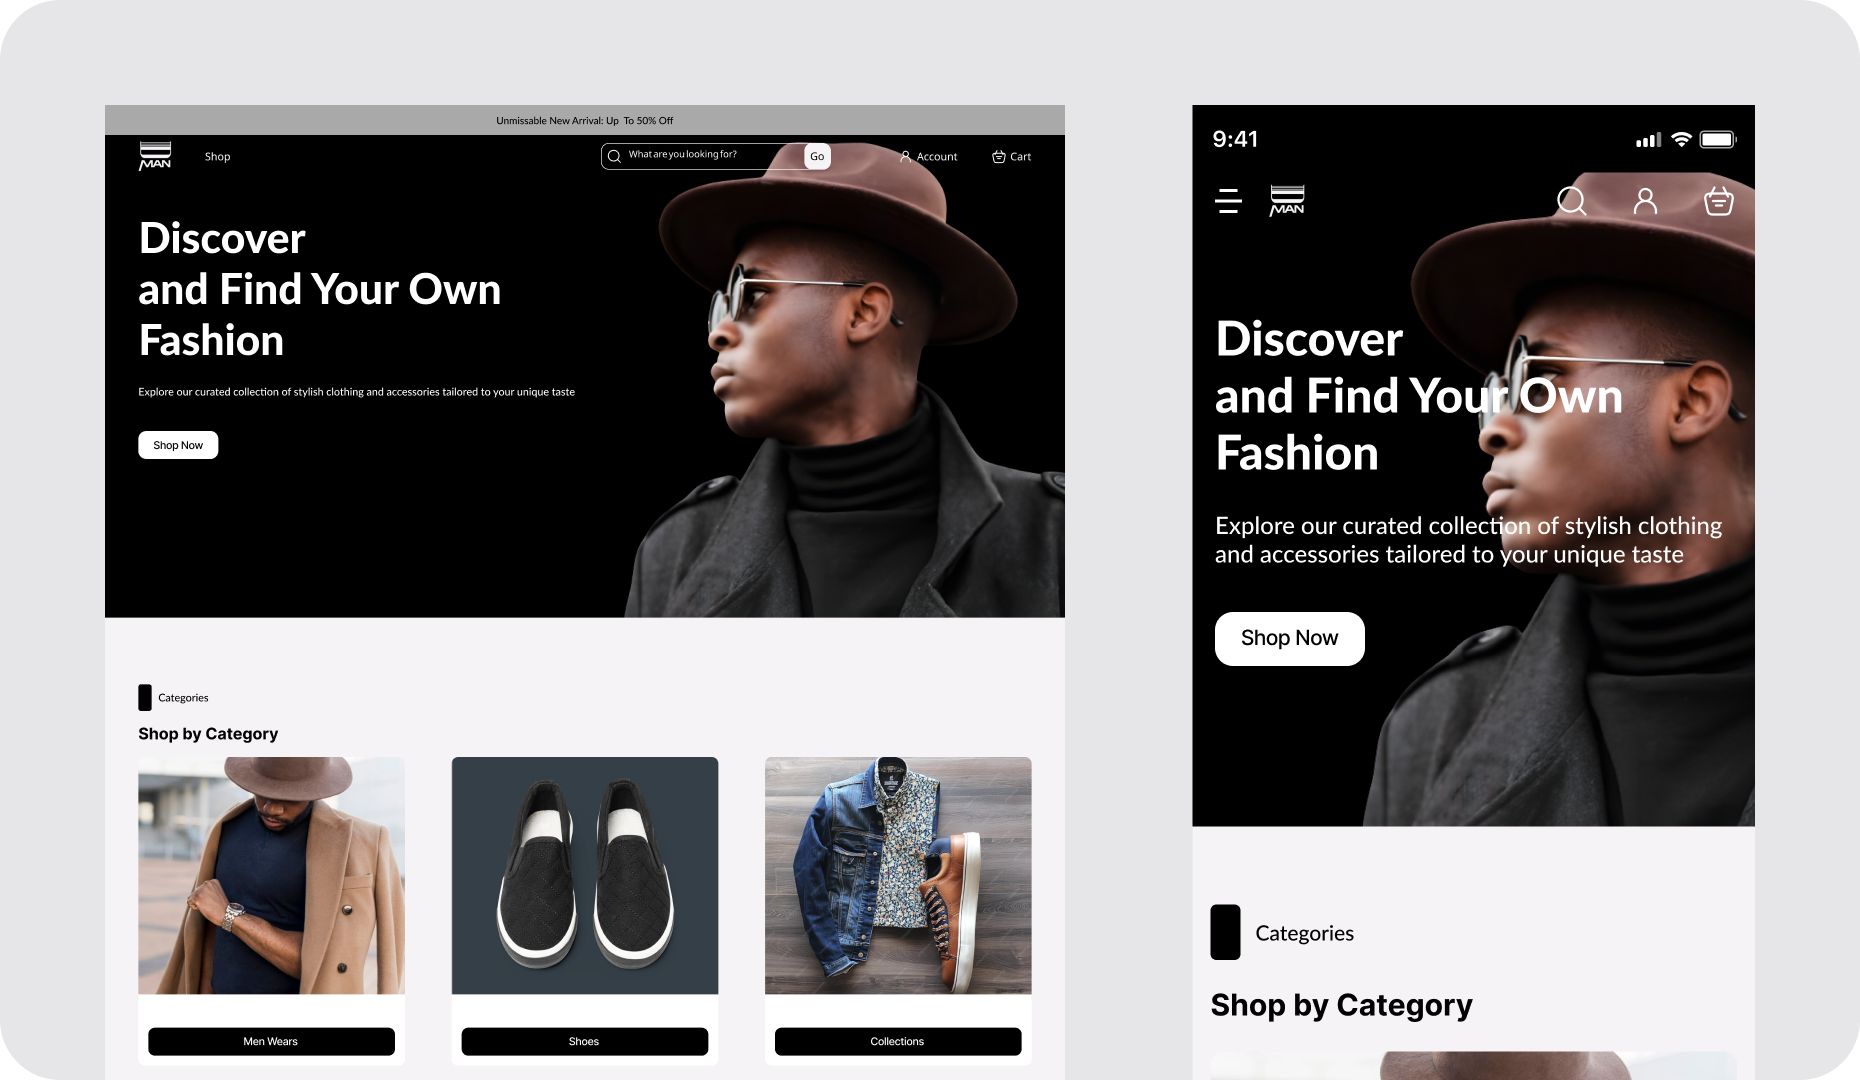 Unmissable New Arrival: Up To 50% Off
MAN
Shop
What are you looking for?
Go
Account
Cart
Discover
and Find Your Own
Fashion
Explore our curated collection of stylish clothing and accessories tailored to your unique taste
Shop Now
Categories
Shop by Category
Men Wears
Shoes
Collections
9:41
MAN
Discover
and Find Your Own
Fashion
Explore our curated collection of stylish clothing
and accessories tailored to your unique taste
Shop Now
Categories
Shop by Category